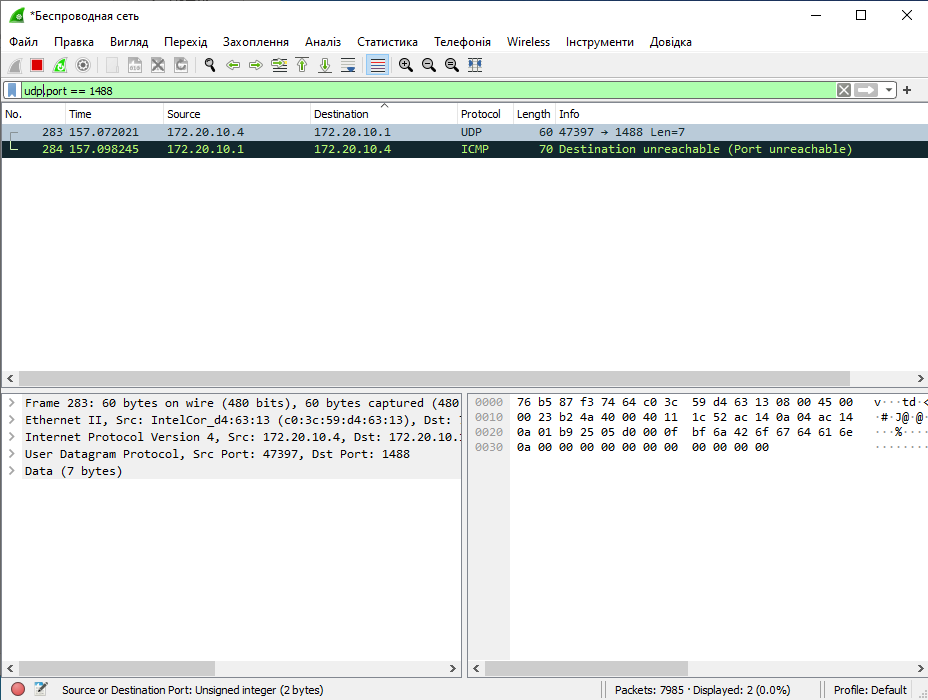 *Беспроводная сеть
Файл Правка Вигляд Перехід Захоплення Аналіз Статистика Телефонія Wireless Інструменти Довідка
udp.port == 1488
No. Time Source Destination Protocol Length Info
283 157.072021 172.20.10.4 172.20.10.1 UDP 60 47397 → 1488 Len=7
284 157.098245 172.20.10.1 172.20.10.4 ICMP 70 Destination unreachable (Port unreachable)
Frame 283: 60 bytes on wire (480 bits), 60 bytes captured (480
Ethernet II, Src: IntelCor_d4:63:13 (c0:3c:59:d4:63:13), Dst:
Internet Protocol Version 4, Src: 172.20.10.4, Dst: 172.20.10.
User Datagram Protocol, Src Port: 47397, Dst Port: 1488
Data (7 bytes)
0000 76 b5 87 f3 74 64 c0 3c 59 d4 63 13 08 00 45 00 v···td·<
0010 00 23 b2 4a 40 00 40 11 1c 52 ac 14 0a 04 ac 14 ·#·J@·@·
0020 0a 01 b9 25 05 d0 00 0f bf 6a 42 6f 67 64 61 6e ···%····
0030 0a 00 00 00 00 00 00 00 00 00 00 00 ········
Source or Destination Port: Unsigned integer (2 bytes)
Packets: 7985 · Displayed: 2 (0.0%)
Profile: Default